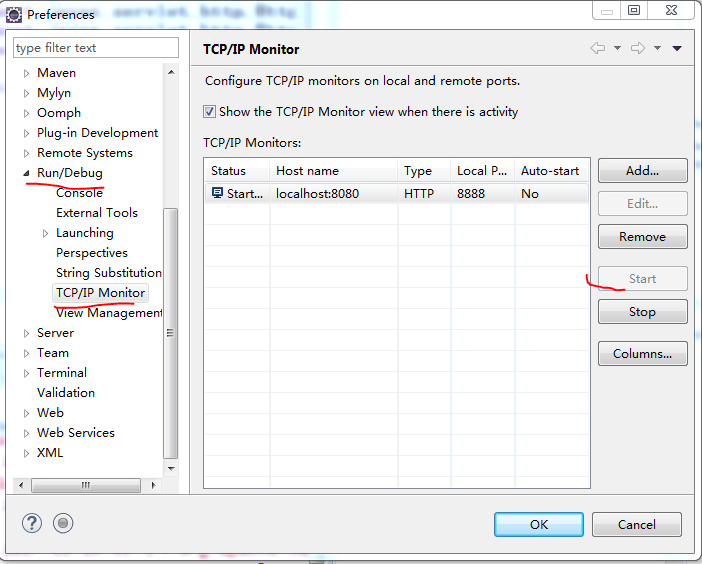 Preferences
type filter text
Maven
Mylyn
Oomph
Plug-in Development
Remote Systems
Run/Debug
Console
External Tools
Launching
Perspectives
String Substitution
TCP/IP Monitor
View Management
Server
Team
Terminal
Validation
Web
Web Services
XML
TCP/IP Monitor
Configure TCP/IP monitors on local and remote ports.
Show the TCP/IP Monitor view when there is activity
TCP/IP Monitors:
Status Host name Type Local P... Auto-start
Start... localhost:8080 HTTP 8888 No
Add...
Edit...
Remove
Start
Stop
Columns...
OK Cancel